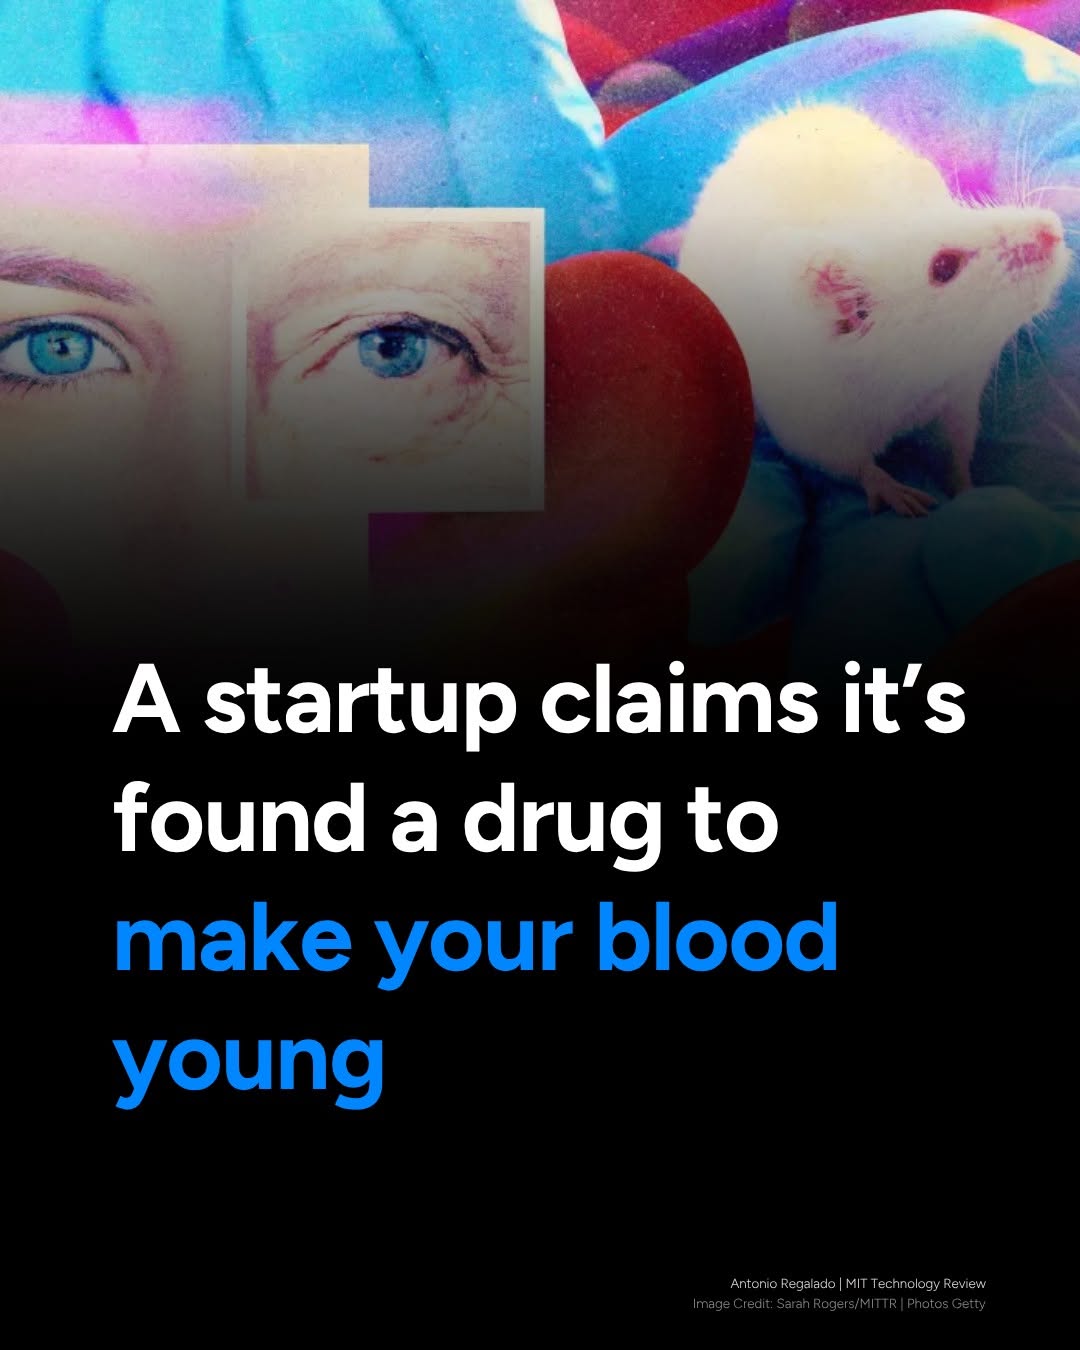 A startup claims it’s
found a drug to
make your blood
young
Antonio Regalado | MIT Technology Review
Image Credit: Sarah Rogers/MITTR | Photos Getty